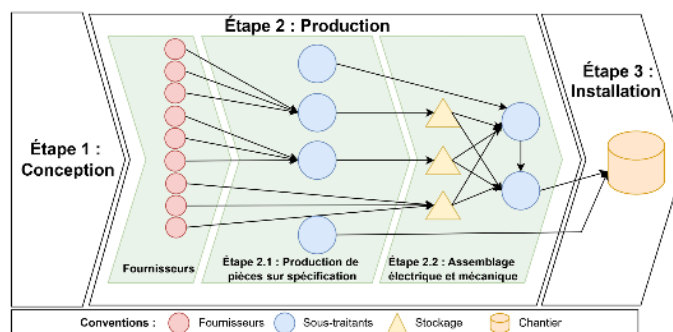 Étape 2 : Production
Étape 3 :
Installation
Étape 1 :
Conception
Fournisseurs
Étape 2.1 : Production de
pièces sur spécification
Étape 2.2 : Assemblage
électrique et mécanique
Conventions : Fournisseurs Sous-traitants Stockage Chantier